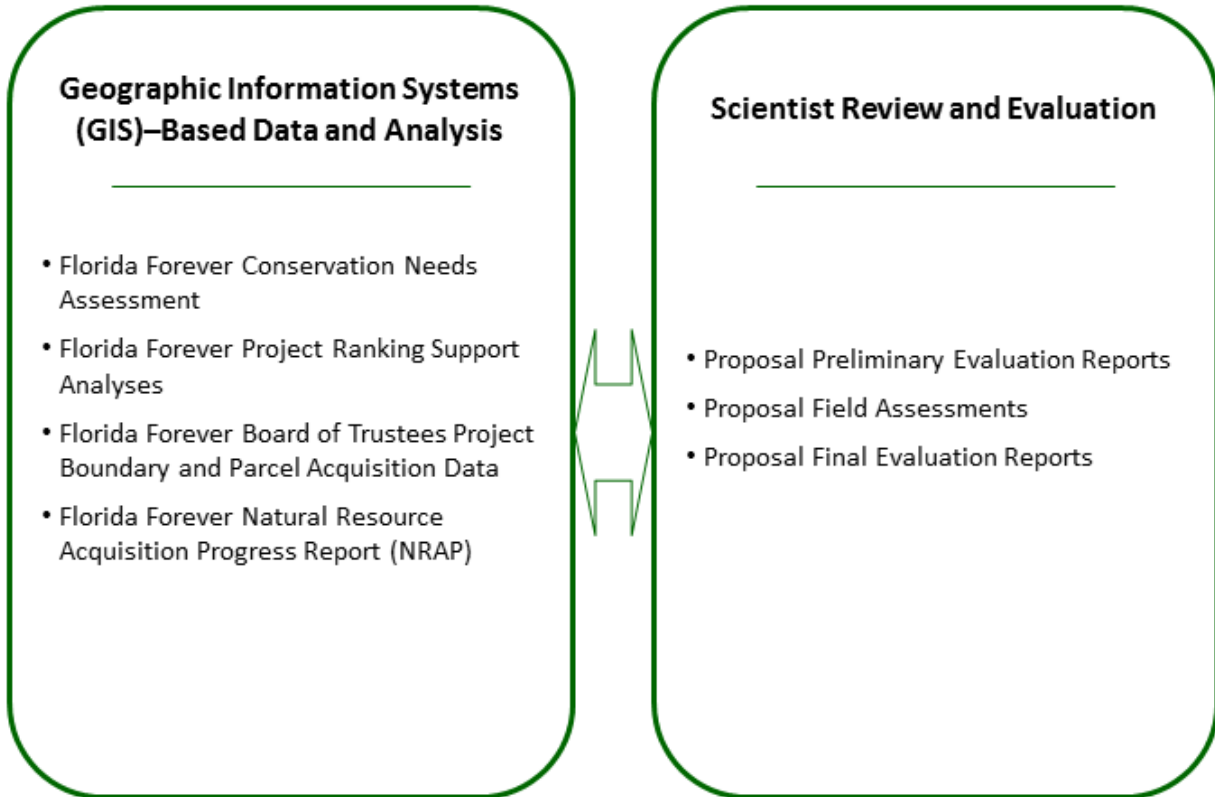 Geographic Information Systems
(GIS)–Based Data and Analysis
• Florida Forever Conservation Needs
Assessment
• Florida Forever Project Ranking Support
Analyses
• Florida Forever Board of Trustees Project
Boundary and Parcel Acquisition Data
• Florida Forever Natural Resource
Acquisition Progress Report (NRAP)
Scientist Review and Evaluation
• Proposal Preliminary Evaluation Reports
• Proposal Field Assessments
• Proposal Final Evaluation Reports